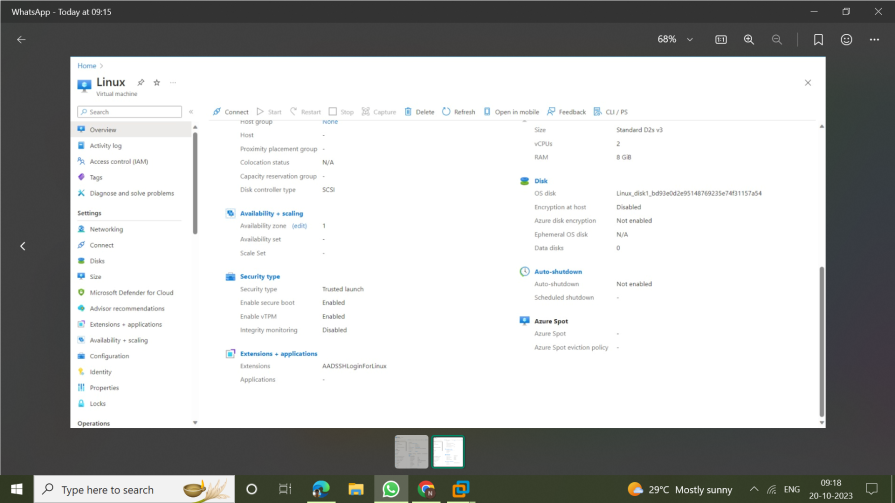 WhatsApp - Today at 09:15
68%
1:1
Home
Linux
Virtual machine
Search
Connect
Start
Restart
Stop
Capture
Delete
Refresh
Open in mobile
Feedback
CLI / PS
Overview
Activity log
Access control (IAM)
Tags
Diagnose and solve problems
Settings
Networking
Connect
Disks
Size
Microsoft Defender for Cloud
Advisor recommendations
Extensions + applications
Availability + scaling
Configuration
Identity
Properties
Locks
Operations
Host group None
Host -
Proximity placement group -
Colocation status N/A
Capacity reservation group -
Disk controller type SCSI
Availability + scaling
Availability zone (edit) 1
Availability set -
Scale Set -
Security type
Security type Trusted launch
Enable secure boot Enabled
Enable vTPM Enabled
Integrity monitoring Disabled
Extensions + applications
Extensions AADSSHLoginForLinux
Applications -
Size Standard D2s v3
vCPUs 2
RAM 8 GiB
Disk
OS disk Linux_disk1_bd93e0d2e95148769235e74f31157a54
Encryption at host Disabled
Azure disk encryption Not enabled
Ephemeral OS disk N/A
Data disks 0
Auto-shutdown
Auto-shutdown Not enabled
Scheduled shutdown -
Azure Spot
Azure Spot -
Azure Spot eviction policy -
Type here to search
29°C Mostly sunny
ENG
09:18
20-10-2023